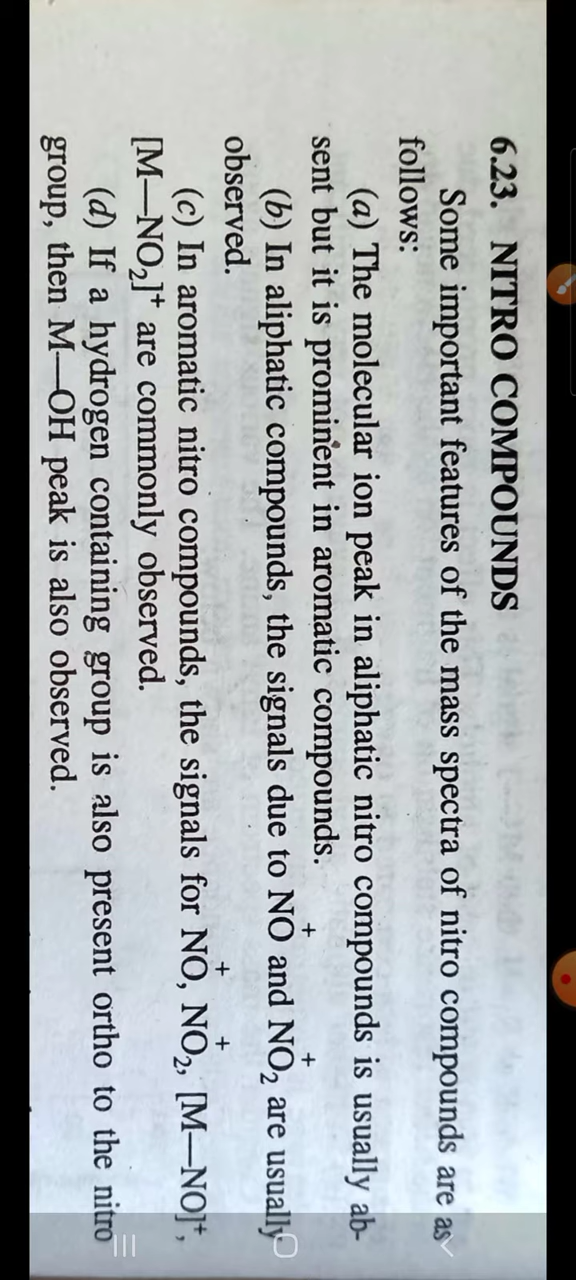 6.23. NITRO COMPOUNDS
Some important features of the mass spectra of nitro compounds are as
follows:
(a) The molecular ion peak in aliphatic nitro compounds is usually ab-
sent but it is prominent in aromatic compounds.
(b) In aliphatic compounds, the signals due to NO⁺ and NO₂⁺ are usually
observed.
(c) In aromatic nitro compounds, the signals for NO⁺, NO₂⁺, [M—NO]⁺,
[M—NO₂]⁺ are commonly observed.
(d) If a hydrogen containing group is also present ortho to the nitro
group, then M—OH peak is also observed.